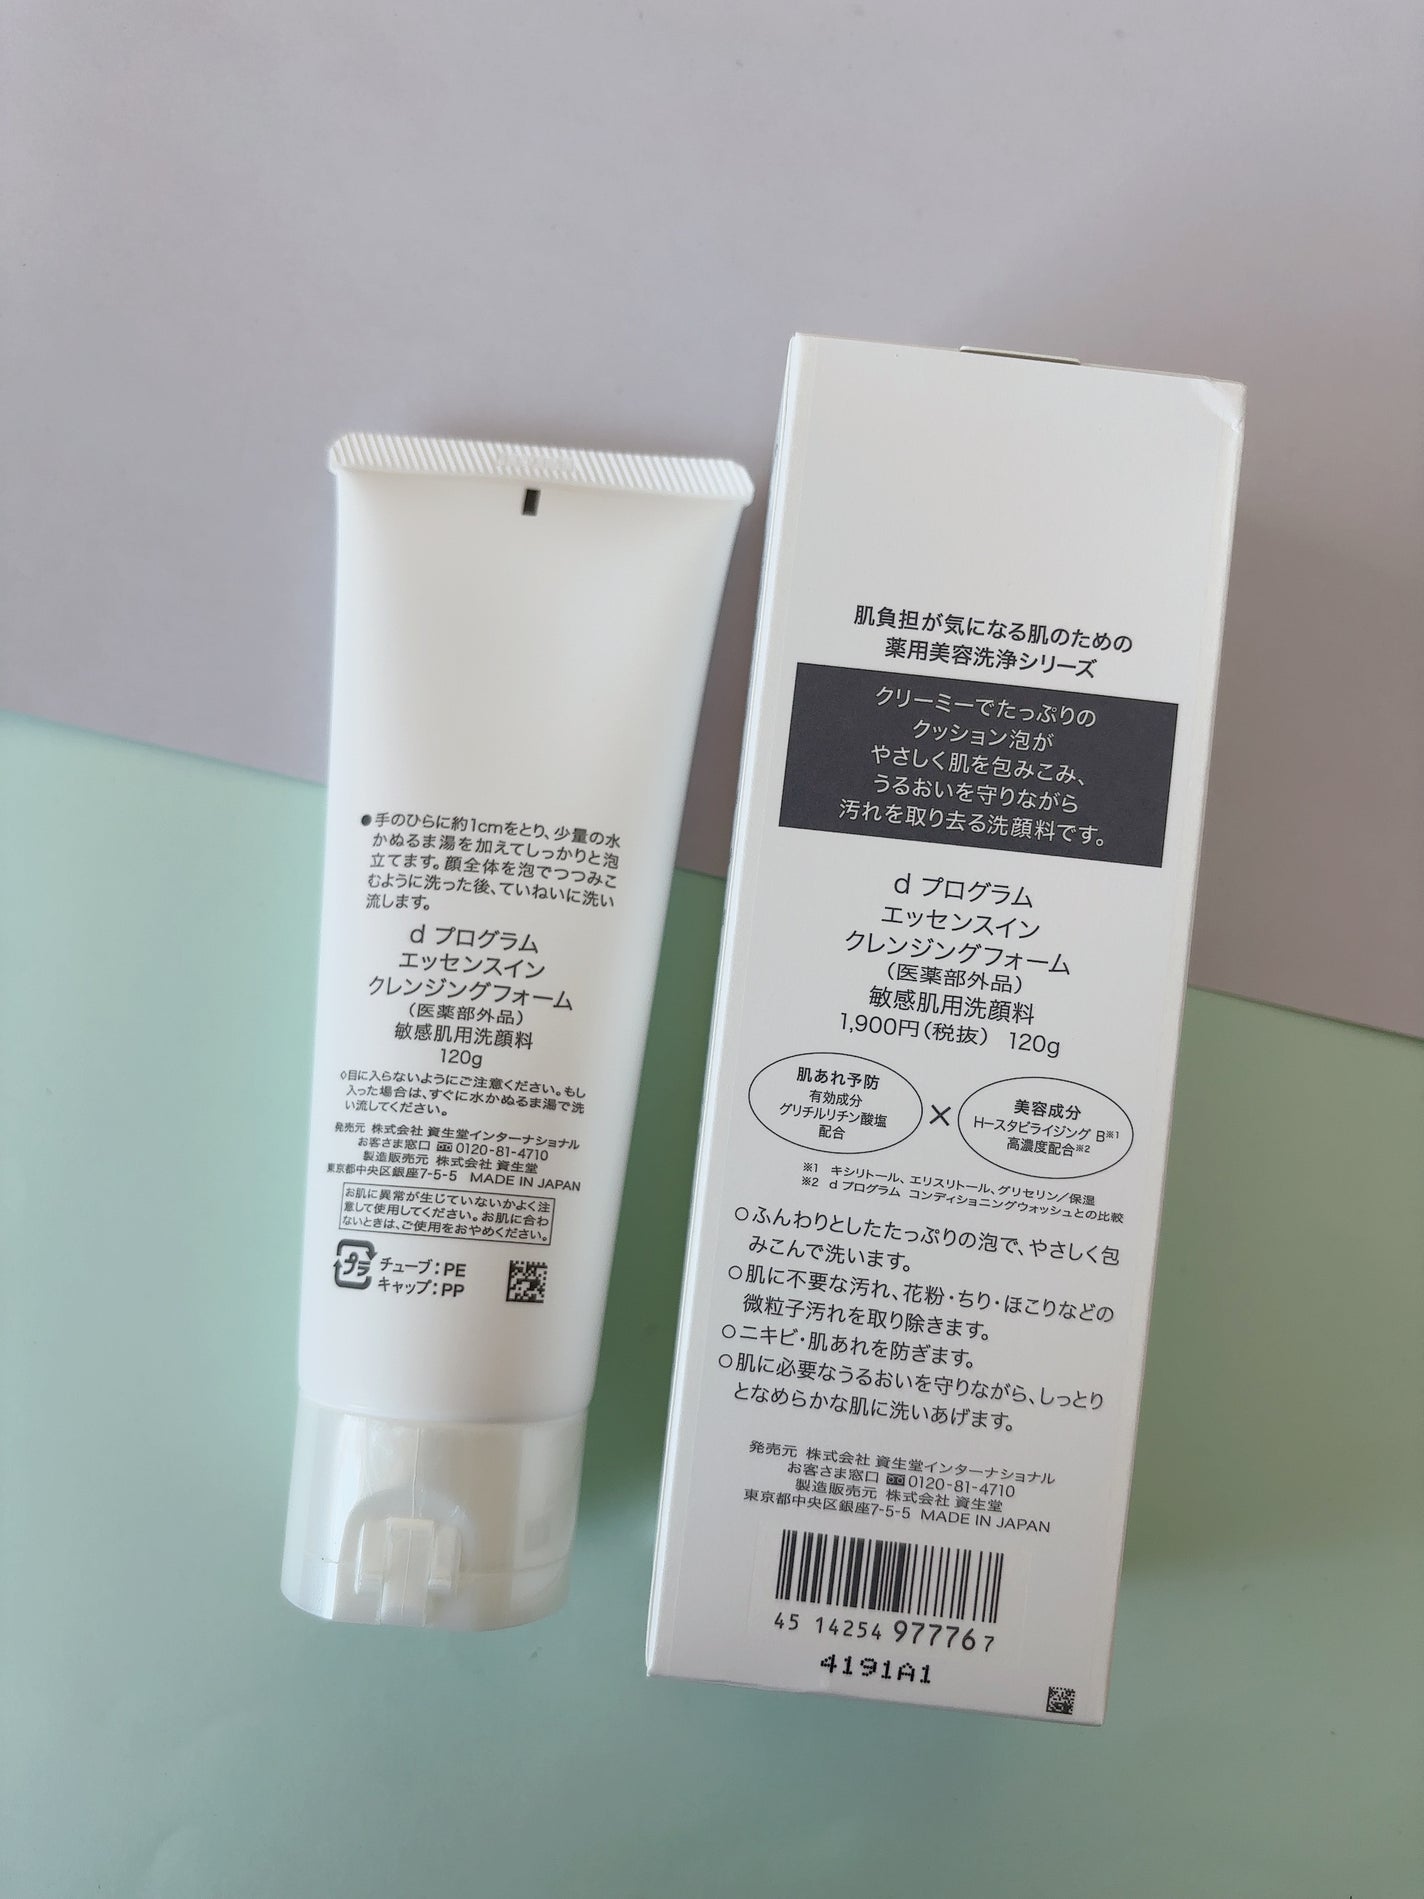 ●手のひらに約1cmをとり、少量の水
かぬるま湯を加えてしっかりと泡
立てます。顔全体を泡でつつみこ
むように洗った後、ていねいに洗い
流します。
d プログラム
エッセンスイン
クレンジングフォーム
（医薬部外品）
敏感肌用洗顔料
120g
◊目に入らないようにご注意ください。もし
入った場合は、すぐに水かぬるま湯で洗
い流してください。
発売元 株式会社 資生堂インターナショナル
お客さま窓口 0120-81-4710
製造販売元 株式会社 資生堂
東京都中央区銀座7-5-5 MADE IN JAPAN
お肌に異常が生じていないかよく注
意して使用してください。お肌に合わ
ないときは、ご使用をおやめください。
プラ チューブ：PE
キャップ：PP
肌負担が気になる肌のための
薬用美容洗浄シリーズ
クリーミーでたっぷりの
クッション泡が
やさしく肌を包みこみ、
うるおいを守りながら
汚れを取り去る洗顔料です。
d プログラム
エッセンスイン
クレンジングフォーム
（医薬部外品）
敏感肌用洗顔料
1,900円（税抜） 120g
肌あれ予防
有効成分
グリチルリチン酸塩
配合
×
美容成分
H-スタビライジング B※1
高濃度配合※2
※1 キシリトール、エリスリトール、グリセリン／保湿
※2 d プログラム コンディショニングウォッシュとの比較
○ふんわりとしたたっぷりの泡で、やさしく包
みこんで洗います。
○肌に不要な汚れ、花粉・ちり・ほこりなどの
微粒子汚れを取り除きます。
○ニキビ・肌あれを防ぎます。
○肌に必要なうるおいを守りながら、しっとり
となめらかな肌に洗いあげます。
発売元 株式会社 資生堂インターナショナル
お客さま窓口 0120-81-4710
製造販売元 株式会社 資生堂
東京都中央区銀座7-5-5 MADE IN JAPAN
45 14254 977767
4191A1